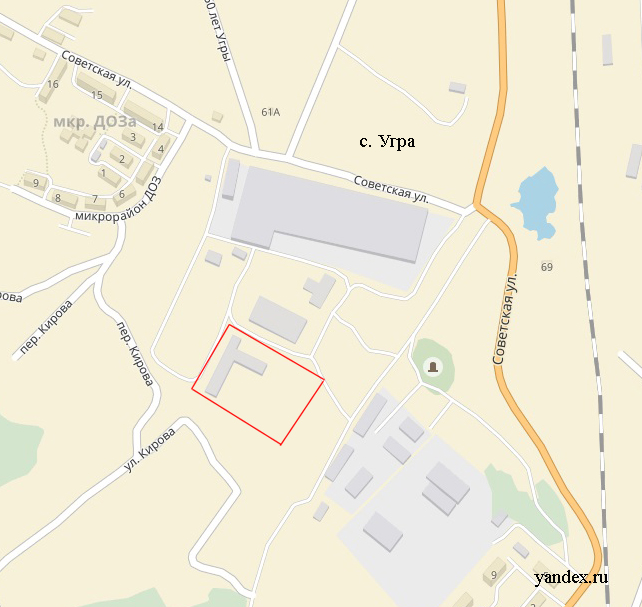 50 лет Угры
Советская ул.
16
15
61А
мкр. ДОЗа
14
3
4
с. Угра
2
1
9
8
7
6
Советская ул.
микрорайон ДОЗ
69
Советская ул.
рова
пер. Кирова
пер. Кирова
ул. Кирова
9
yandex.ru